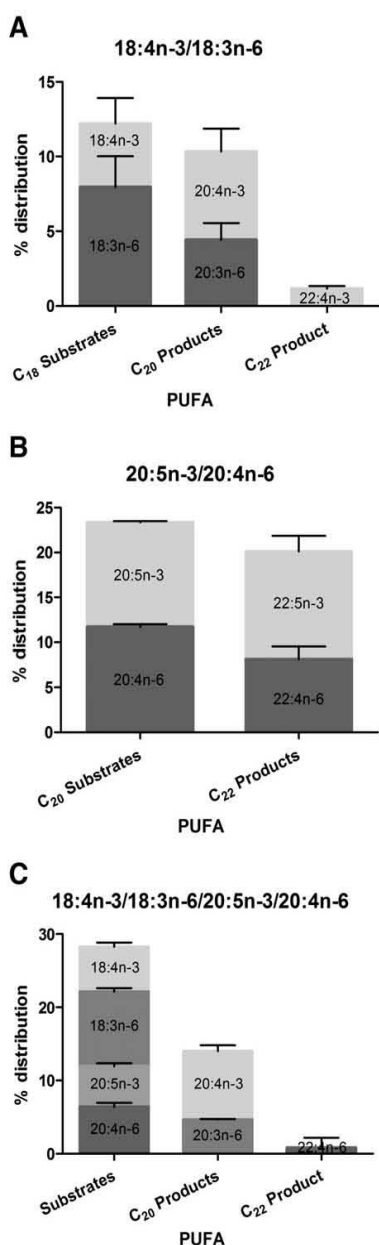 A
18:4n-3/18:3n-6
% distribution
15
10
5
0
18:4n-3
18:3n-6
20:4n-3
20:3n-6
22:4n-3
C18 Substrates
C20 Products
C22 Product
PUFA
B
20:5n-3/20:4n-6
% distribution
25
20
15
10
5
0
20:5n-3
20:4n-6
22:5n-3
22:4n-6
C20 Substrates
C22 Products
PUFA
C
18:4n-3/18:3n-6/20:5n-3/20:4n-6
% distribution
30
20
10
0
18:4n-3
18:3n-6
20:5n-3
20:4n-6
20:4n-3
20:3n-6
22:4n-6
Substrates
C20 Products
C22 Product
PUFA